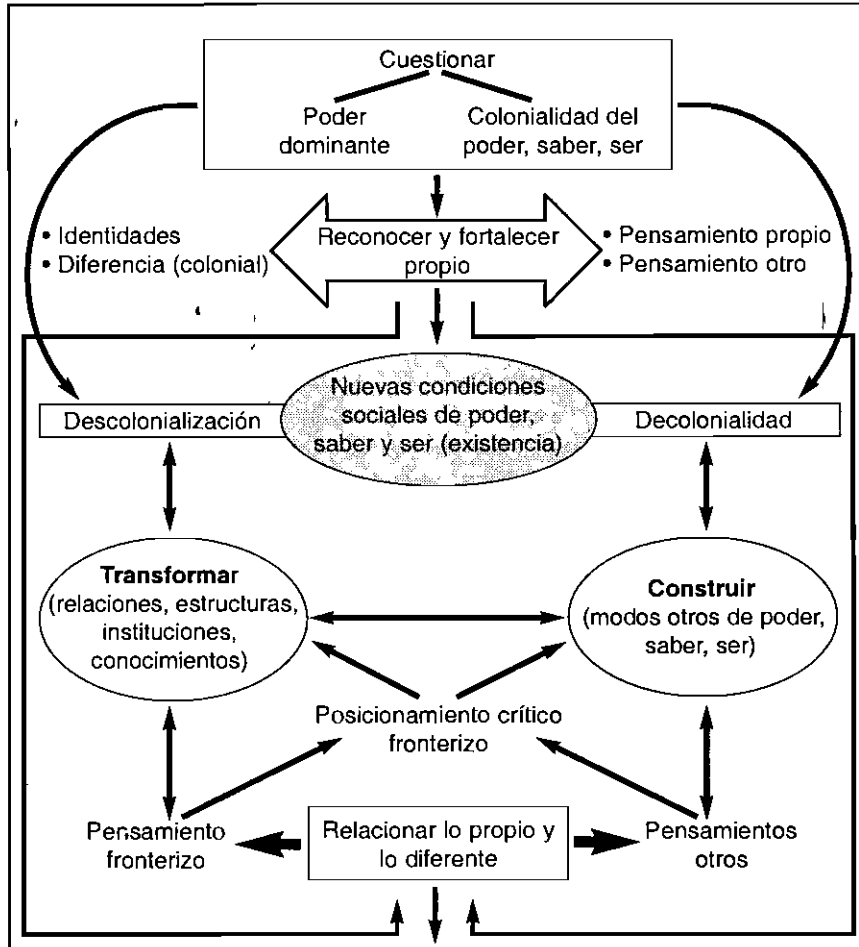 Cuestionar
Poder
dominante
Colonialidad del
poder, saber, ser
• Identidades
• Diferencia (colonial)
Reconocer y fortalecer
propio
• Pensamiento propio
• Pensamiento otro
Descolonialización
Nuevas condiciones
sociales de poder,
saber y ser (existencia)
Decolonialidad
Transformar
(relaciones, estructuras,
instituciones,
conocimientos)
Construir
(modos otros de poder,
saber, ser)
Posicionamiento crítico
fronterizo
Pensamiento
fronterizo
Relacionar lo propio y
lo diferente
Pensamientos
otros